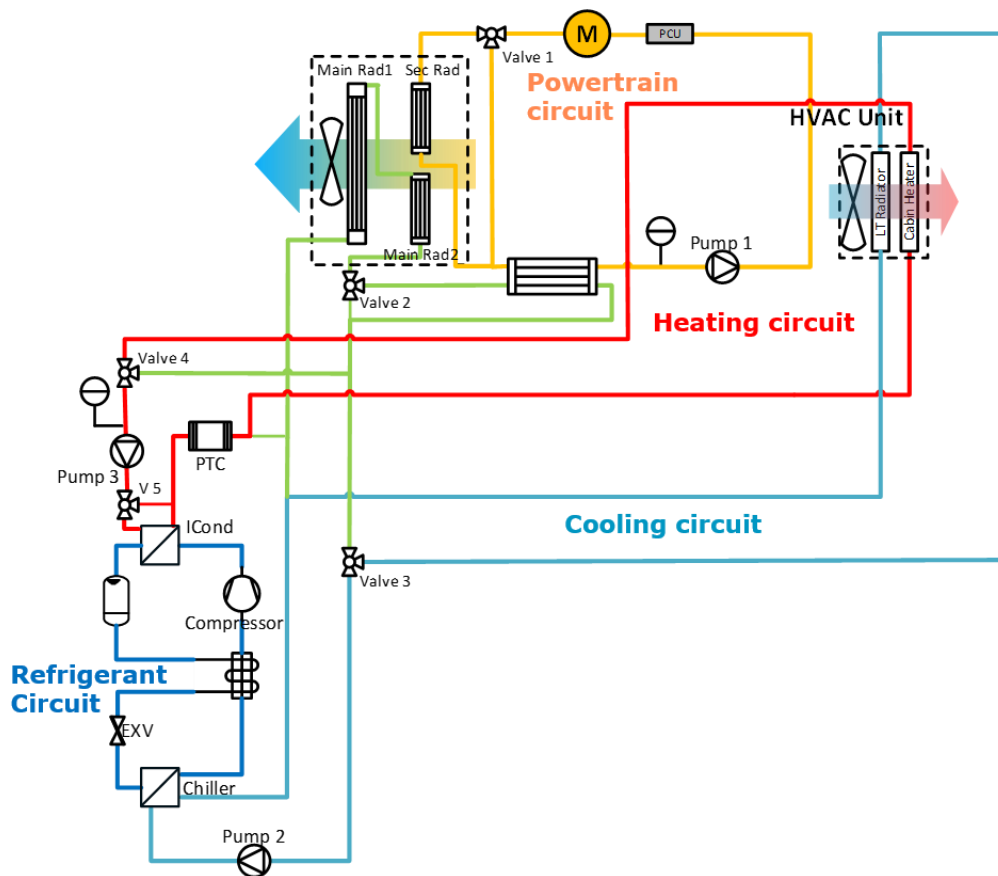 M
PCU
Valve 1
Main Rad1
Sec Rad
Powertrain
circuit
HVAC Unit
LT Radiator
Cabin Heater
Pump 1
Main Rad2
Valve 2
Heating circuit
Valve 4
PTC
Pump 3
V 5
ICond
Cooling circuit
Valve 3
Compressor
Refrigerant
Circuit
EXV
Chiller
Pump 2